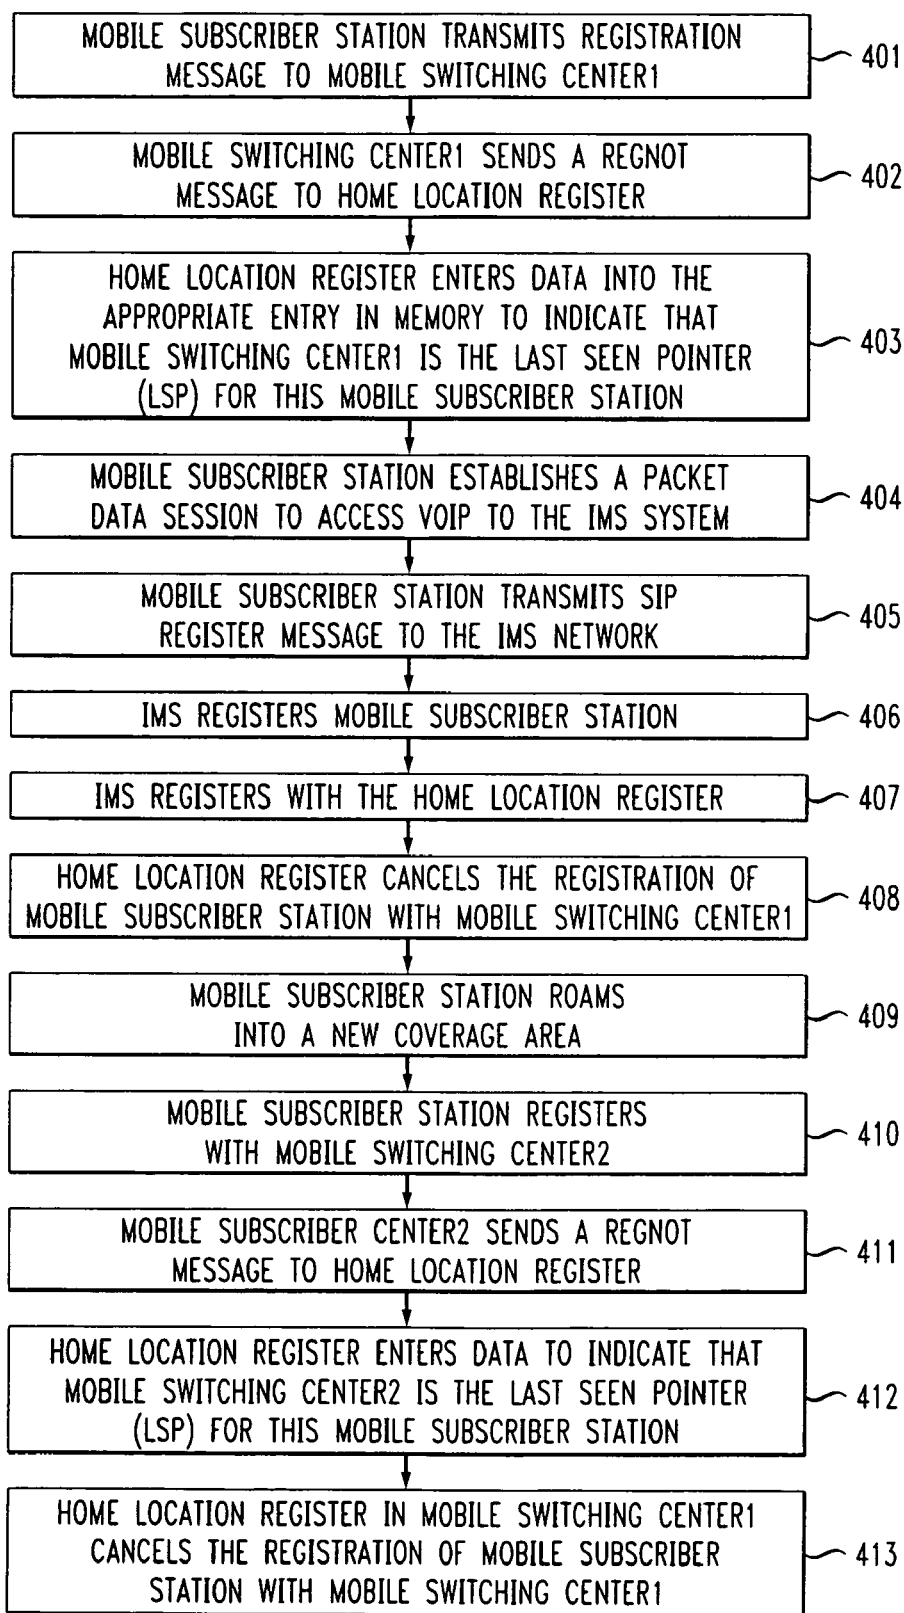 MOBILE SUBSCRIBER STATION TRANSMITS REGISTRATION
MESSAGE TO MOBILE SWITCHING CENTER1
401
MOBILE SWITCHING CENTER1 SENDS A REGNOT
MESSAGE TO HOME LOCATION REGISTER
402
HOME LOCATION REGISTER ENTERS DATA INTO THE
APPROPRIATE ENTRY IN MEMORY TO INDICATE THAT
MOBILE SWITCHING CENTER1 IS THE LAST SEEN POINTER
(LSP) FOR THIS MOBILE SUBSCRIBER STATION
403
MOBILE SUBSCRIBER STATION ESTABLISHES A PACKET
DATA SESSION TO ACCESS VOIP TO THE IMS SYSTEM
404
MOBILE SUBSCRIBER STATION TRANSMITS SIP
REGISTER MESSAGE TO THE IMS NETWORK
405
IMS REGISTERS MOBILE SUBSCRIBER STATION
406
IMS REGISTERS WITH THE HOME LOCATION REGISTER
407
HOME LOCATION REGISTER CANCELS THE REGISTRATION OF
MOBILE SUBSCRIBER STATION WITH MOBILE SWITCHING CENTER1
408
MOBILE SUBSCRIBER STATION ROAMS
INTO A NEW COVERAGE AREA
409
MOBILE SUBSCRIBER STATION REGISTERS
WITH MOBILE SWITCHING CENTER2
410
MOBILE SUBSCRIBER CENTER2 SENDS A REGNOT
MESSAGE TO HOME LOCATION REGISTER
411
HOME LOCATION REGISTER ENTERS DATA TO INDICATE THAT
MOBILE SWITCHING CENTER2 IS THE LAST SEEN POINTER
(LSP) FOR THIS MOBILE SUBSCRIBER STATION
412
HOME LOCATION REGISTER IN MOBILE SWITCHING CENTER1
CANCELS THE REGISTRATION OF MOBILE SUBSCRIBER
STATION WITH MOBILE SWITCHING CENTER1
413